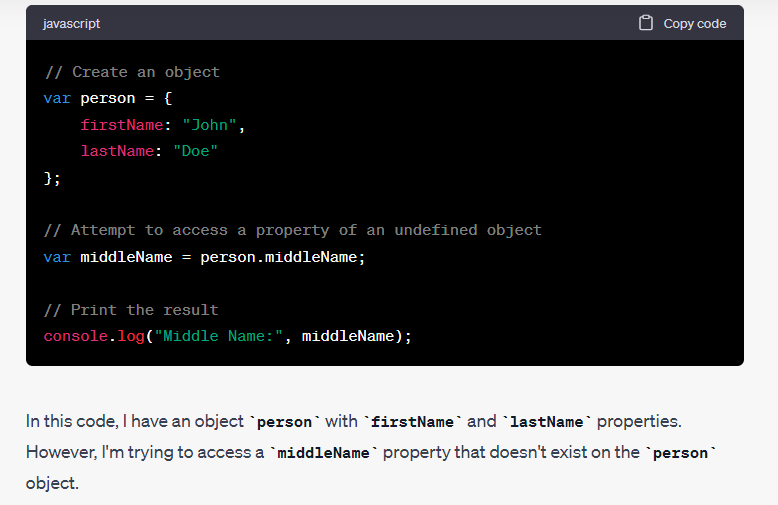 javascript
Copy code
// Create an object
var person = {
    firstName: "John",
    lastName: "Doe"
};
// Attempt to access a property of an undefined object
var middleName = person.middleName;
// Print the result
console.log("Middle Name:", middleName);
In this code, I have an object `person` with `firstName` and `lastName` properties.
However, I'm trying to access a `middleName` property that doesn't exist on the `person`
object.